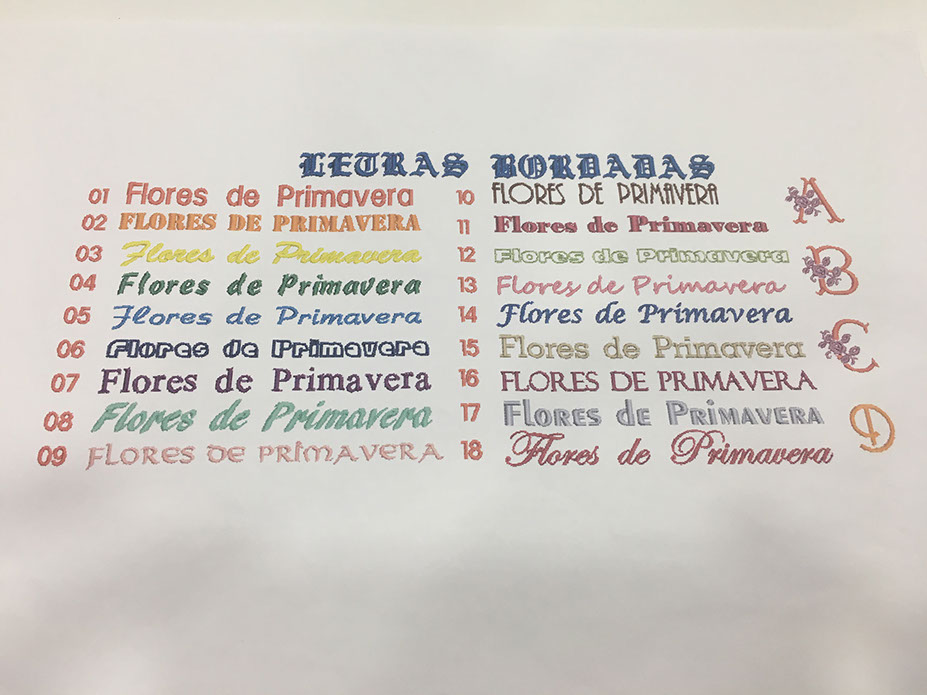 LETRAS BORDADAS
01 Flores de Primavera
02 FLORES DE PRIMAVERA
03 Flores de Primavera
04 Flores de Primavera
05 Flores de Primavera
06 Flores de Primavera
07 Flores de Primavera
08 Flores de Primavera
09 FLORES DE PRIMAVERA
10 FLORES DE PRIMAVERA
11 Flores de Primavera
12 Flores de Primavera
13 Flores de Primavera
14 Flores de Primavera
15 Flores de Primavera
16 FLORES DE PRIMAVERA
17 FLORES DE PRIMAVERA
18 Flores de Primavera
A
B
C
D